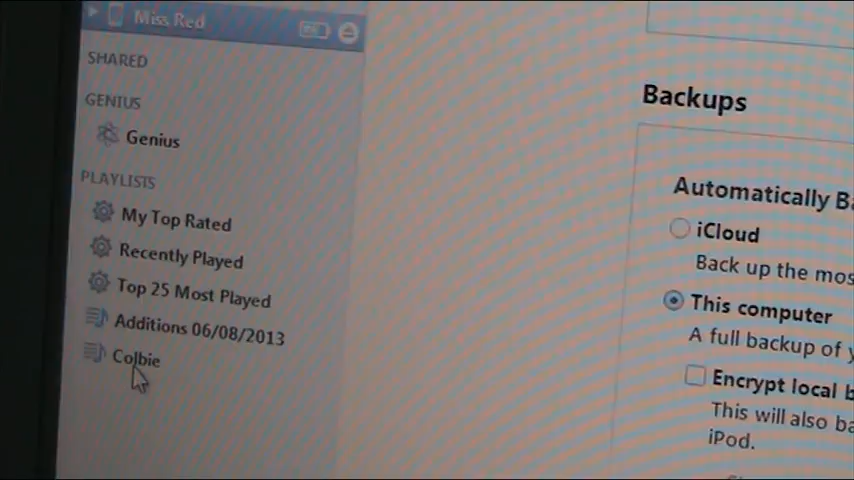 Miss Red
SHARED
GENIUS
Genius
PLAYLISTS
My Top Rated
Recently Played
Top 25 Most Played
Additions 06/08/2013
Colbie
Backups
Automatically Ba
iCloud
Back up the mos
This computer
A full backup of y
Encrypt local b
This will also ba
iPod.